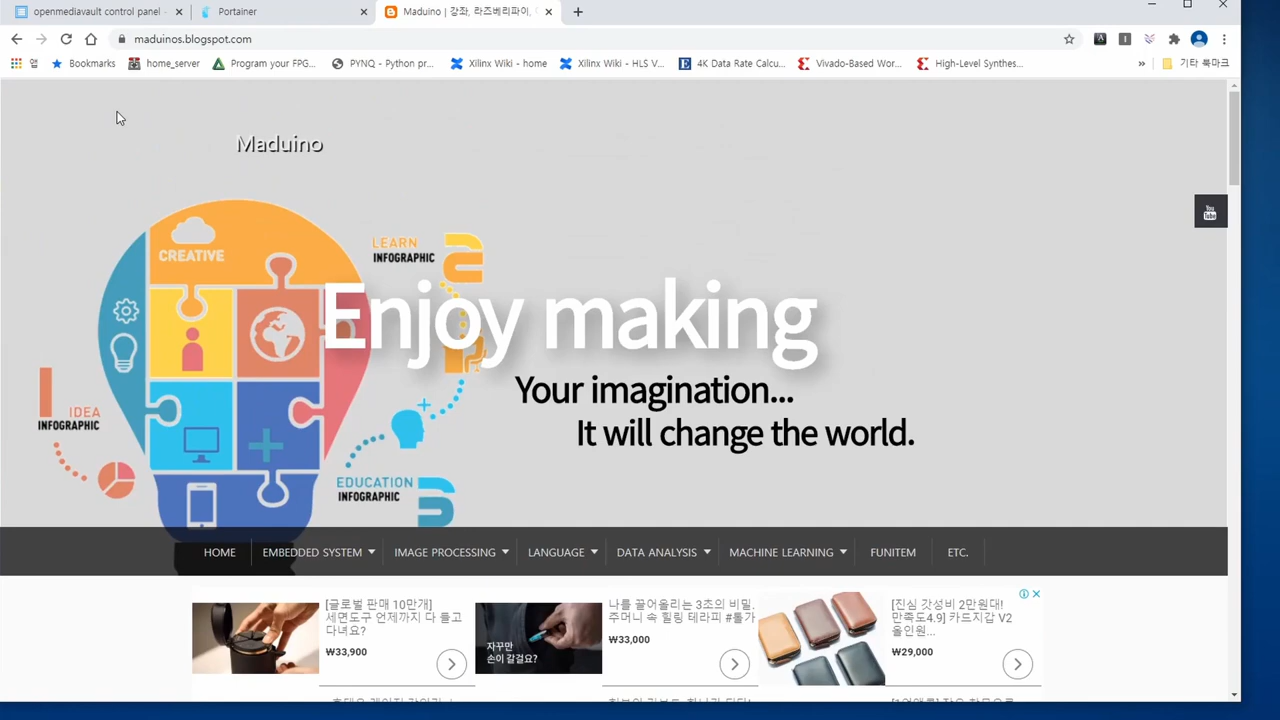 openmediavault control panel -
Portainer
Maduino | 강좌, 라즈베리파이,
maduinos.blogspot.com
앱
Bookmarks
home_server
Program your FPG...
PYNQ - Python pr...
Xilinx Wiki - home
Xilinx Wiki - HLS V...
4K Data Rate Calcu...
Vivado-Based Wor...
High-Level Synthes...
»
기타 북마크
Maduino
You
Tube
CREATIVE
LEARN
INFOGRAPHIC
Enjoy making
Your imagination...
It will change the world.
IDEA
INFOGRAPHIC
EDUCATION
INFOGRAPHIC
HOME
EMBEDDED SYSTEM
IMAGE PROCESSING
LANGUAGE
DATA ANALYSIS
MACHINE LEARNING
FUNITEM
ETC.
[글로벌 판매 10만개]
세면도구 언제까지 다 들고
다녀요?
₩33,900
자꾸만
손이 갈걸요?
나를 끌어올리는 3초의 비밀.
주머니 속 힐링 테라피 #툴가
₩33,000
[진심 갓성비 2만원대!
만족도4.9] 카드지갑 V2
올인원...
₩29,000